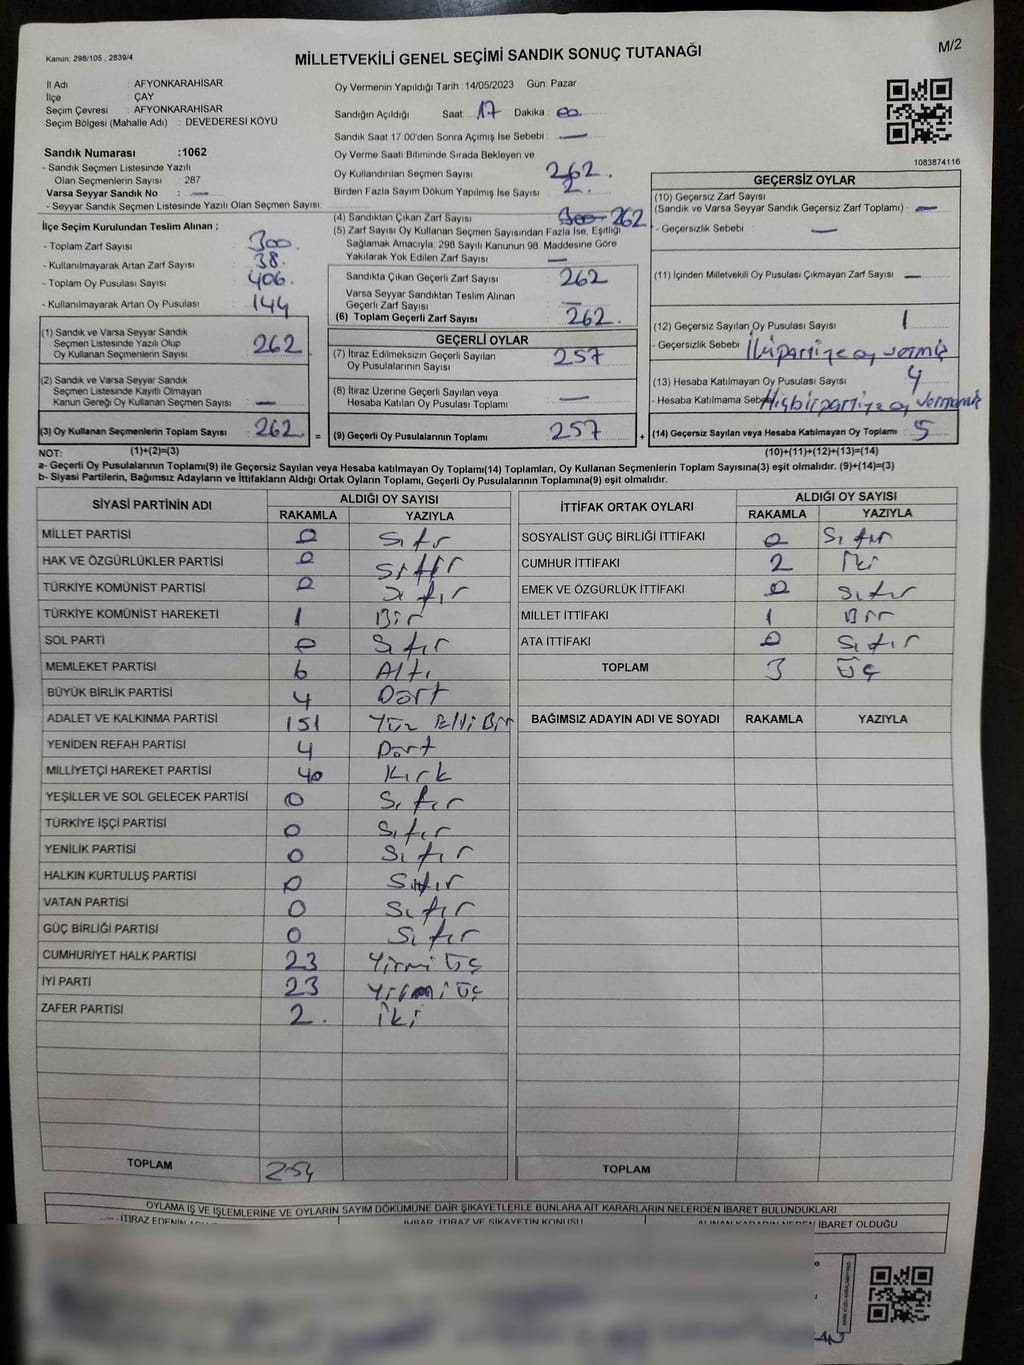 Kanun; 298/105 , 2839/4
MİLLETVEKİLİ GENEL SEÇİMİ SANDIK SONUÇ TUTANAĞI
M/2
İl Adı : AFYONKARAHİSAR
İlçe : ÇAY
Seçim Çevresi : AFYONKARAHİSAR
Seçim Bölgesi (Mahalle Adı) : DEVEDERESİ KÖYÜ
Sandık Numarası :1062
- Sandık Seçmen Listesinde Yazılı
Olan Seçmenlerin Sayısı : 287
Varsa Seyyar Sandık No : —
- Seyyar Sandık Seçmen Listesinde Yazılı Olan Seçmen Sayısı:
İlçe Seçim Kurulundan Teslim Alınan ;
- Toplam Zarf Sayısı 300
- Kullanılmayarak Artan Zarf Sayısı 38.
- Toplam Oy Pusulası Sayısı 406.
- Kullanılmayarak Artan Oy Pusulası 144
(1) Sandık ve Varsa Seyyar Sandık
Seçmen Listesinde Yazılı Olup
Oy Kullanan Seçmenlerin Sayısı 262
(2) Sandık ve Varsa Seyyar Sandık
Seçmen Listesinde Kayıtlı Olmayan
Kanun Gereği Oy Kullanan Seçmen Sayısı : —
(3) Oy Kullanan Seçmenlerin Toplam Sayısı 262 =
Oy Vermenin Yapıldığı Tarih :14/05/2023 Gün: Pazar
Sandığın Açıldığı Saat: 17 Dakika 00
Sandık Saat 17.00'den Sonra Açımış İse Sebebi : —
Oy Verme Saati Bitiminde Sırada Bekleyen ve
Oy Kullandırılan Seçmen Sayısı 262.
Birden Fazla Sayım Döküm Yapılmış İse Sayısı 2.
(4) Sandıktan Çıkan Zarf Sayısı 300 262
(5) Zarf Sayısı Oy Kullanan Seçmen Sayısından Fazla İse, Eşitliği
Sağlamak Amacıyla; 298 Sayılı Kanunun 98. Maddesine Göre
Yakılarak Yok Edilen Zarf Sayısı —
Sandıkta Çıkan Geçerli Zarf Sayısı 262
Varsa Seyyar Sandıktan Teslim Alınan
Geçerli Zarf Sayısı —
(6) Toplam Geçerli Zarf Sayısı 262.
GEÇERLİ OYLAR
(7) İtiraz Edilmeksizin Geçerli Sayılan
Oy Pusulalarının Sayısı 257
(8) İtiraz Üzerine Geçerli Sayılan veya
Hesaba Katılan Oy Pusulası Toplamı —
(9) Geçerli Oy Pusulalarının Toplamı 257 +
1083874116
GEÇERSİZ OYLAR
(10) Geçersiz Zarf Sayısı
(Sandık ve Varsa Seyyar Sandık Geçersiz Zarf Toplamı) : —
- Geçersizlik Sebebi : —
(11) İçinden Milletvekili Oy Pusulası Çıkmayan Zarf Sayısı —
(12) Geçersiz Sayılan Oy Pusulası Sayısı 1
- Geçersizlik Sebebi : İki partiye oy vermiş
(13) Hesaba Katılmayan Oy Pusulası Sayısı 4
- Hesaba Katılmama Sebebi Hiçbir partiye oy vermemiş
(14) Geçersiz Sayılan veya Hesaba Katılmayan Oy Toplamı 5
NOT: (1)+(2)=(3) (10)+(11)+(12)+(13)=(14)
a- Geçerli Oy Pusulalarının Toplamı(9) ile Geçersiz Sayılan veya Hesaba katılmayan Oy Toplamı(14) Toplamları, Oy Kullanan Seçmenlerin Toplam Sayısına(3) eşit olmalıdır. (9)+(14)=(3)
b- Siyasi Partilerin, Bağımsız Adayların ve İttifakların Aldığı Ortak Oyların Toplamı, Geçerli Oy Pusulalarının Toplamına(9) eşit olmalıdır.
SİYASİ PARTİNİN ADI ALDIĞI OY SAYISI
RAKAMLA YAZIYLA
MİLLET PARTİSİ 0 Sıfır
HAK VE ÖZGÜRLÜKLER PARTİSİ 0 Sıfır
TÜRKİYE KOMÜNİST PARTİSİ 0 Sıfır
TÜRKİYE KOMÜNİST HAREKETİ 1 Bir
SOL PARTİ 0 Sıfır
MEMLEKET PARTİSİ 6 Altı
BÜYÜK BİRLİK PARTİSİ 4 Dört
ADALET VE KALKINMA PARTİSİ 151 Yüz Elli Bir
YENİDEN REFAH PARTİSİ 4 Dört
MİLLİYETÇİ HAREKET PARTİSİ 40 Kırk
YEŞİLLER VE SOL GELECEK PARTİSİ 0 Sıfır
TÜRKİYE İŞÇİ PARTİSİ 0 Sıfır
YENİLİK PARTİSİ 0 Sıfır
HALKIN KURTULUŞ PARTİSİ 0 Sıfır
VATAN PARTİSİ 0 Sıfır
GÜÇ BİRLİĞİ PARTİSİ 0 Sıfır
CUMHURİYET HALK PARTİSİ 23 Yirmi Üç
İYİ PARTİ 23 Yirmi Üç
ZAFER PARTİSİ 2. İki
TOPLAM 254
İTTİFAK ORTAK OYLARI ALDIĞI OY SAYISI
RAKAMLA YAZIYLA
SOSYALİST GÜÇ BİRLİĞİ İTTİFAKI 0 Sıfır
CUMHUR İTTİFAKI 2 İki
EMEK VE ÖZGÜRLÜK İTTİFAKI 0 Sıfır
MİLLET İTTİFAKI 1 Bir
ATA İTTİFAKI 0 Sıfır
TOPLAM 3 Üç
BAĞIMSIZ ADAYIN ADI VE SOYADI RAKAMLA YAZIYLA
TOPLAM
OYLAMA İŞ VE İŞLEMLERİNE VE OYLARIN SAYIM DÖKÜMÜNE DAİR ŞİKAYETLERLE BUNLARA AİT KARARLARIN NELERDEN İBARET BULUNDUKLARI
İTİRAZ EDENİN İHBAR, İTİRAZ VE ŞİKAYETİN KONUSU ALINAN KARARIN NEDEN İBARET OLDUĞU